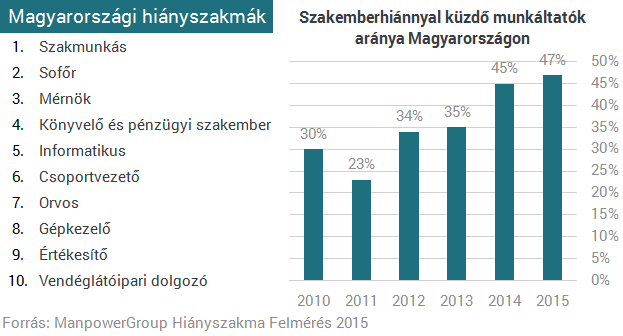 Magyarországi hiányszakmák
1. Szakmunkás
2. Sofőr
3. Mérnök
4. Könyvelő és pénzügyi szakember
5. Informatikus
6. Csoportvezető
7. Orvos
8. Gépkezelő
9. Értékesítő
10. Vendéglátóipari dolgozó
Szakemberhiánnyal küzdő munkáltatók
aránya Magyarországon
30%
23%
34%
35%
45%
47%
50%
45%
40%
35%
30%
25%
20%
15%
10%
5%
0%
2010 2011 2012 2013 2014 2015
Forrás: ManpowerGroup Hiányszakma Felmérés 2015